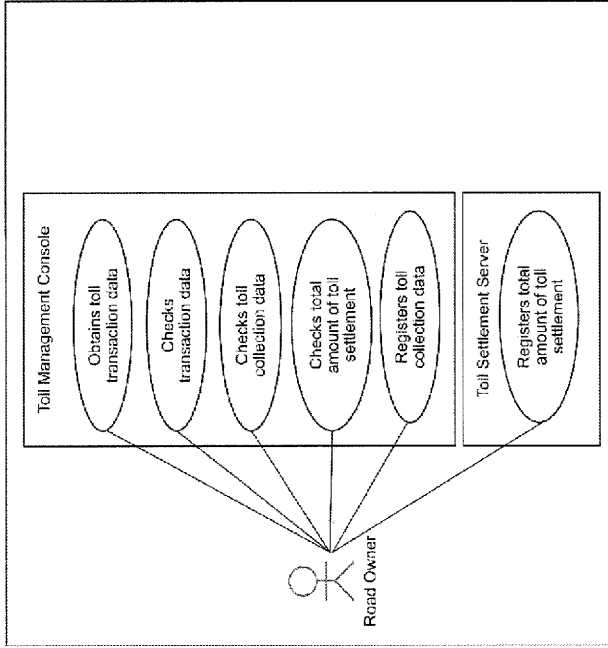 Toll Management Console
Obtains toll
transaction data
Checks
transaction data
Checks toll
collection data
Checks total
amount of toll
settlement
Registers toll
collection data
Toll Settlement Server
Registers total
amount of toll
settlement
Road Owner